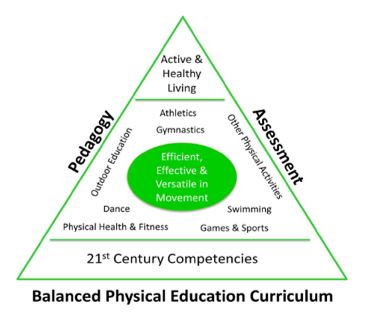 Active &
Healthy
Living
Pedagogy
Assessment
Athletics
Gymnastics
Outdoor Education
Other Physical Activities
Efficient,
Effective &
Versatile in
Movement
Dance
Swimming
Physical Health & Fitness
Games & Sports
21st Century Competencies
Balanced Physical Education Curriculum